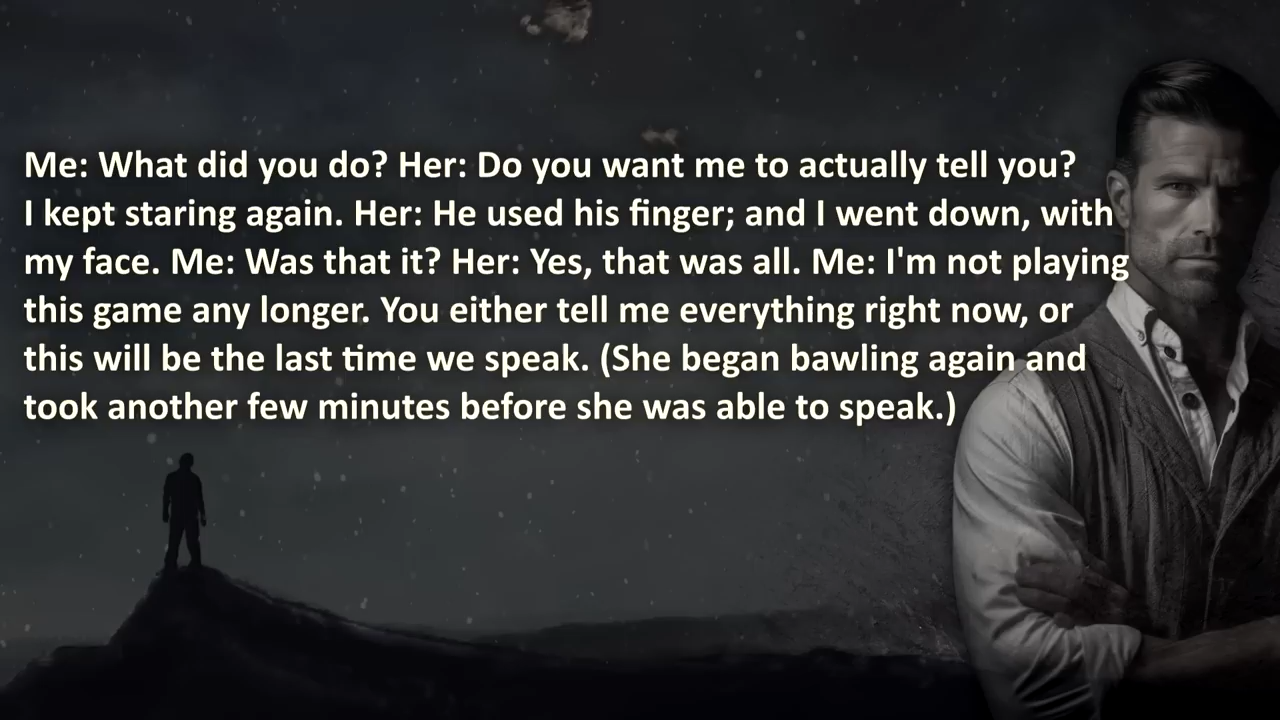 Me: What did you do? Her: Do you want me to actually tell you?
I kept staring again. Her: He used his finger; and I went down, with
my face. Me: Was that it? Her: Yes, that was all. Me: I'm not playing
this game any longer. You either tell me everything right now, or
this will be the last time we speak. (She began bawling again and
took another few minutes before she was able to speak.)